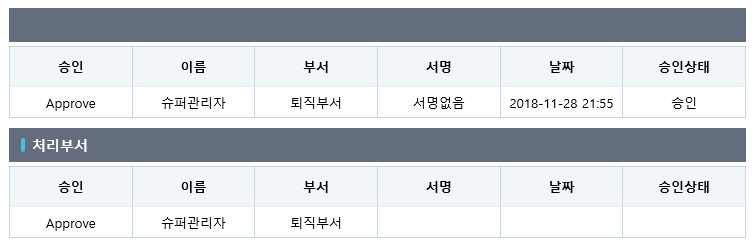 승인 이름 부서 서명 날짜 승인상태
Approve 슈퍼관리자 퇴직부서 서명없음 2018-11-28 21:55 승인
처리부서
승인 이름 부서 서명 날짜 승인상태
Approve 슈퍼관리자 퇴직부서